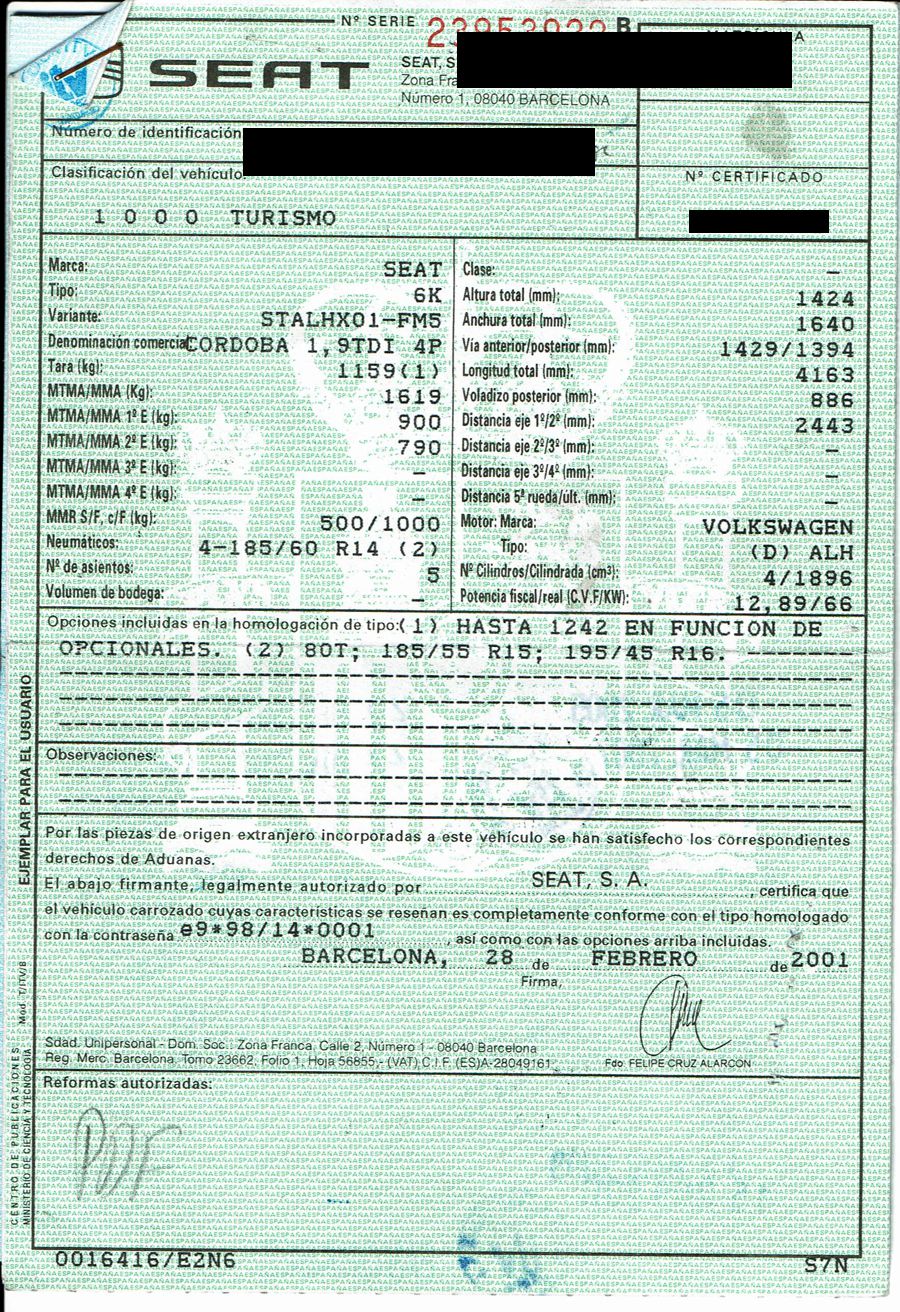 Nº SERIE B
SEAT
SEAT, S
Zona Fra
Número 1, 08040 BARCELONA
Número de identificación
Clasificación del vehículo
1 0 0 0 TURISMO
Nº CERTIFICADO
Marca: SEAT
Tipo: 6K
Variante: STALHX01-FM5
Denominación comercial CORDOBA 1,9TDI 4P
Tara (kg): 1159(1)
MTMA/MMA (Kg): 1619
MTMA/MMA 1º E (kg): 900
MTMA/MMA 2º E (kg): 790
MTMA/MMA 3º E (kg): —
MTMA/MMA 4º E (kg): —
MMR S/F, c/F (kg): 500/1000
Neumáticos: 4-185/60 R14 (2)
Nº de asientos: 5
Volumen de bodega: —
Clase: —
Altura total (mm): 1424
Anchura total (mm): 1640
Vía anterior/posterior (mm): 1429/1394
Longitud total (mm): 4163
Voladizo posterior (mm): 886
Distancia eje 1º/2º (mm): 2443
Distancia eje 2º/3º (mm): —
Distancia eje 3º/4º (mm): —
Distancia 5ª rueda/ult. (mm): —
Motor: Marca: VOLKSWAGEN
Tipo: (D) ALH
Nº Cilindros/Cilindrada (cm³): 4/1896
Potencia fiscal/real (C.V.F/KW): 12,89/66
Opciones incluidas en la homologación de tipo: (1) HASTA 1242 EN FUNCION DE
OPCIONALES. (2) 80T; 185/55 R15; 195/45 R16.
Observaciones:
Por las piezas de origen extranjero incorporadas a este vehículo se han satisfecho los correspondientes
derechos de Aduanas.
El abajo firmante, legalmente autorizado por SEAT, S. A., certifica que
el vehículo carrozado cuyas características se reseñan es completamente conforme con el tipo homologado
con la contraseña e9*98/14*0001, así como con las opciones arriba incluidas.
BARCELONA, 28 de FEBRERO de 2001
Firma,
Sdad. Unipersonal - Dom. Soc. Zona Franca, Calle 2, Número 1 - 08040 Barcelona
Reg. Merc. Barcelona. Tomo 23662, Folio 1, Hoja 56855,- (VAT) C.I.F. (ES)A-28049161
Fdo FELIPE CRUZ ALARCON
Reformas autorizadas:
PDF
0016416/E2N6
S7N
EJEMPLAR PARA EL USUARIO
Mod. T/ITV/B
CENTRO DE PUBLICACIONES
MINISTERIO DE CIENCIA Y TECNOLOGÍA